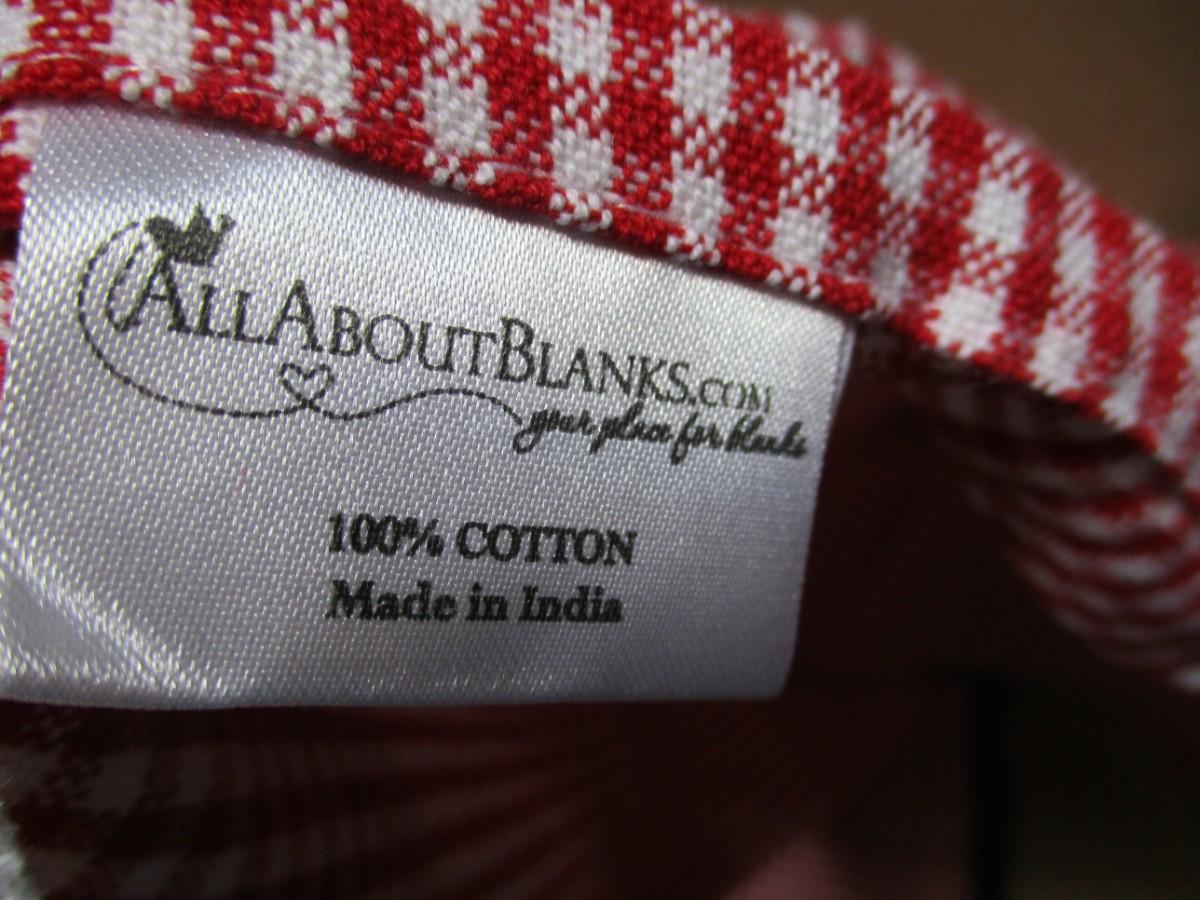 ALLABOUTBLANKS.COM
your place for blanks
100% COTTON
Made in India